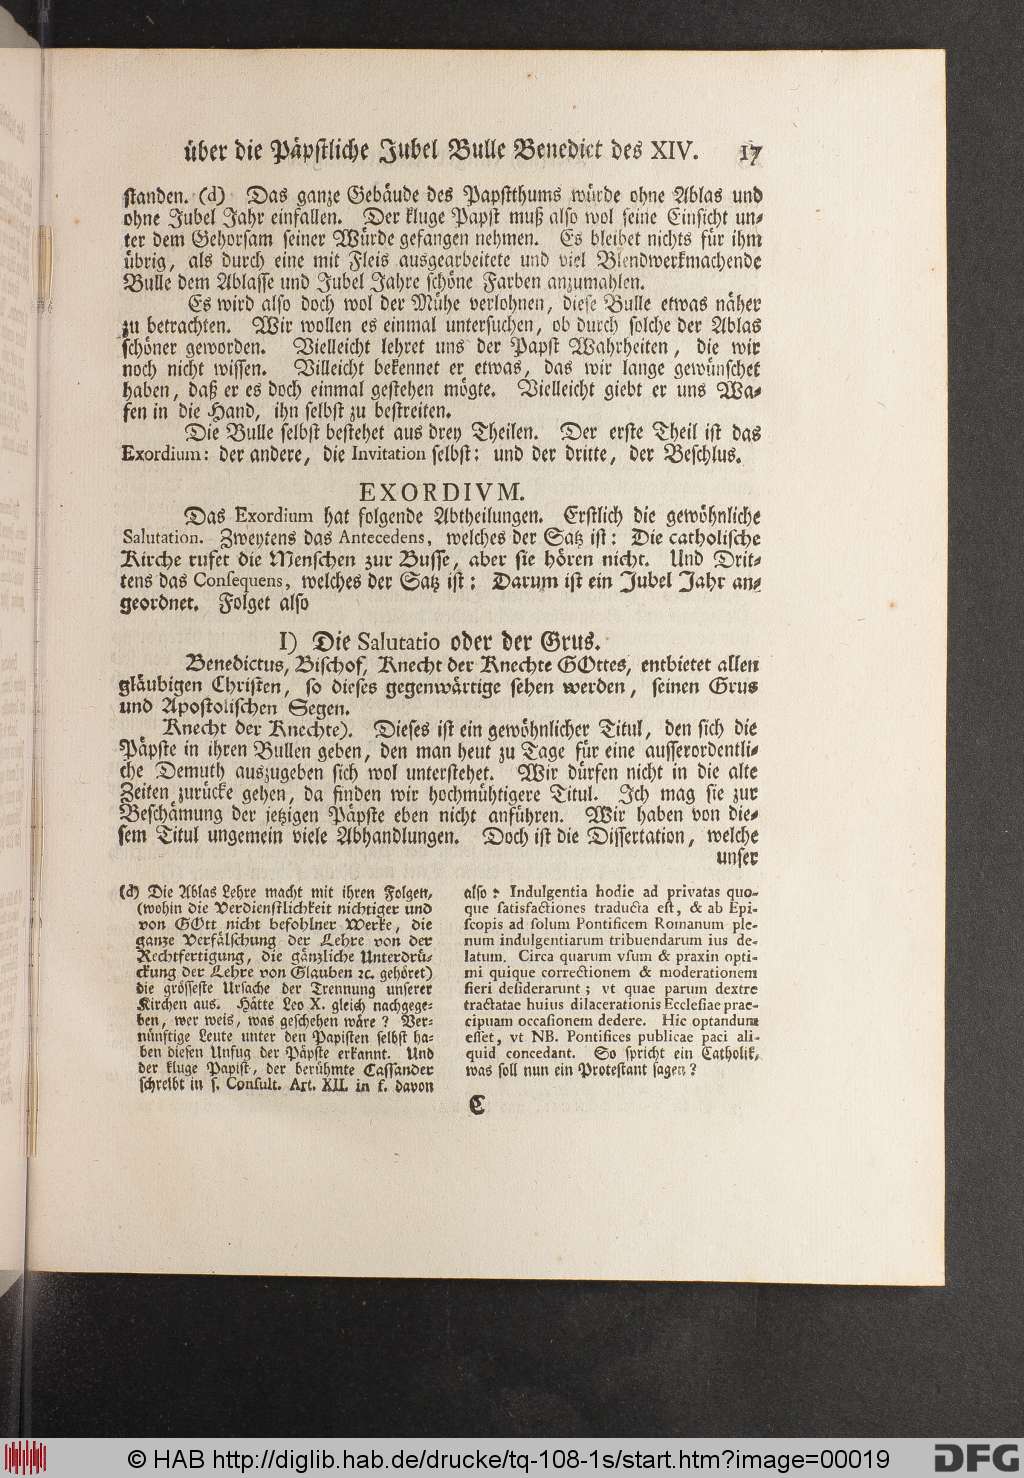 über die Päpstliche Jubel Bulle Benedict des XIV. 17
standen. (d) Das ganze Gebäude des Papstthums würde ohne Ablas und
ohne Jubel Jahr einfallen. Der kluge Papst muß also wol seine Einsicht un-
ter dem Gehorsam seiner Würde gefangen nehmen. Es bleibet nichts für ihm
übrig, als durch eine mit Fleis ausgearbeitete und viel Blendwerkmachende
Bulle dem Ablasse und Jubel Jahre schöne Farben anzumahlen.
Es wird also doch wol der Mühe verlohnen, diese Bulle etwas näher
zu betrachten. Wir wollen es einmal untersuchen, ob durch solche der Ablas
schöner geworden. Vielleicht lehret uns der Papst Wahrheiten, die wir
noch nicht wissen. Villeicht bekennet er etwas, das wir lange gewünschet
haben, daß er es doch einmal gestehen mögte. Vielleicht giebt er uns Wa-
fen in die Hand, ihn selbst zu bestreiten.
Die Bulle selbst bestehet aus drey Theilen. Der erste Theil ist das
Exordium: der andere, die Invitation selbst: und der dritte, der Beschlus.
EXORDIVM.
Das Exordium hat folgende Abtheilungen. Erstlich die gewöhnliche
Salutation. Zweytens das Antecedens, welches der Satz ist: Die catholische
Kirche rufet die Menschen zur Busse, aber sie hören nicht. Und Drit-
tens das Conſequens, welches der Satz ist: Darum ist ein Jubel Jahr an-
geordnet. Folget also
I) Die Salutatio oder der Grus.
Benedictus, Bischof, Knecht der Knechte GOttes, entbietet allen
gläubigen Christen, so dieses gegenwärtige sehen werden, seinen Grus
und Apostolischen Segen.
Knecht der Knechte). Dieses ist ein gewöhnlicher Titul, den sich die
Päpste in ihren Bullen geben, den man heut zu Tage für eine ausserordentli-
che Demuth auszugeben sich wol unterstehet. Wir dürfen nicht in die alte
Zeiten zurücke gehen, da finden wir hochmühtigere Titul. Ich mag sie zur
Beschämung der jetzigen Päpste eben nicht anführen. Wir haben von die-
sem Titul ungemein viele Abhandlungen. Doch ist die Dissertation, welche
unser
(d) Die Ablas Lehre macht mit ihren Folgen,
(wohin die Verdienstlichkeit nichtiger und
von GOtt nicht befohlner Werke, die
ganze Verfälschung der Lehre von der
Rechtfertigung, die gänzliche Unterdrü-
ckung der Lehre von Glauben ꝛc. gehöret)
die grösseste Ursache der Trennung unserer
Kirchen aus. Hätte Leo X. gleich nachgege-
ben, wer weis, was geschehen wäre? Ver-
nünftige Leute unter den Papisten selbst ha-
ben diesen Unfug der Päpste erkannt. Und
der kluge Papist, der berühmte Cassander
schreibt in s. Conſult. Art. XII. in f. davon
also: Indulgentia hodie ad privatas quo-
que ſatisfactiones traducta eſt, & ab Epi-
ſcopis ad ſolum Pontificem Romanum ple-
num indulgentiarum tribuendarum ius de-
latum. Circa quarum vſum & praxin opti-
mi quique correctionem & moderationem
fieri deſiderarunt; vt quae parum dextre
tractatae huius dilacerationis Eccleſiae prae-
cipuam occaſionem dedere. Hic optandum
eſſet, vt NB. Pontifices publicae paci ali-
quid concedant. So spricht ein Catholik,
was soll nun ein Protestant sagen?
C
© HAB http://diglib.hab.de/drucke/tq-108-1s/start.htm?image=00019
DFG